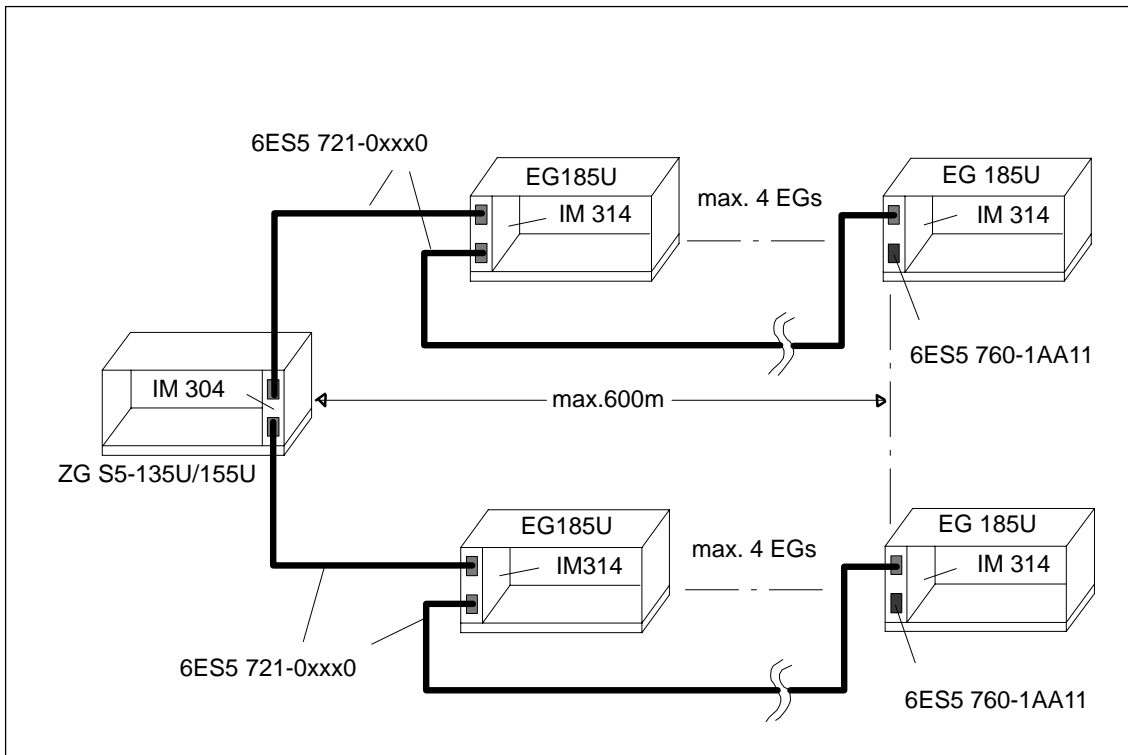 6ES5 721-0xxx0
EG185U
IM 314
max. 4 EGs
EG 185U
IM 314
6ES5 760-1AA11
IM 304
max.600m
ZG S5-135U/155U
EG185U
IM314
max. 4 EGs
EG 185U
IM 314
6ES5 721-0xxx0
6ES5 760-1AA11